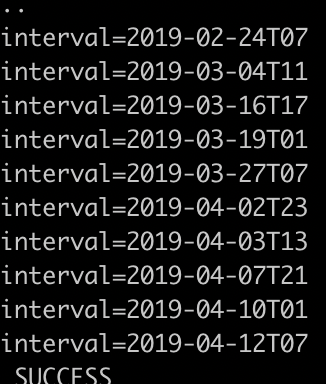 ..
interval=2019-02-24T07
interval=2019-03-04T11
interval=2019-03-16T17
interval=2019-03-19T01
interval=2019-03-27T07
interval=2019-04-02T23
interval=2019-04-03T13
interval=2019-04-07T21
interval=2019-04-10T01
interval=2019-04-12T07
SUCCESS